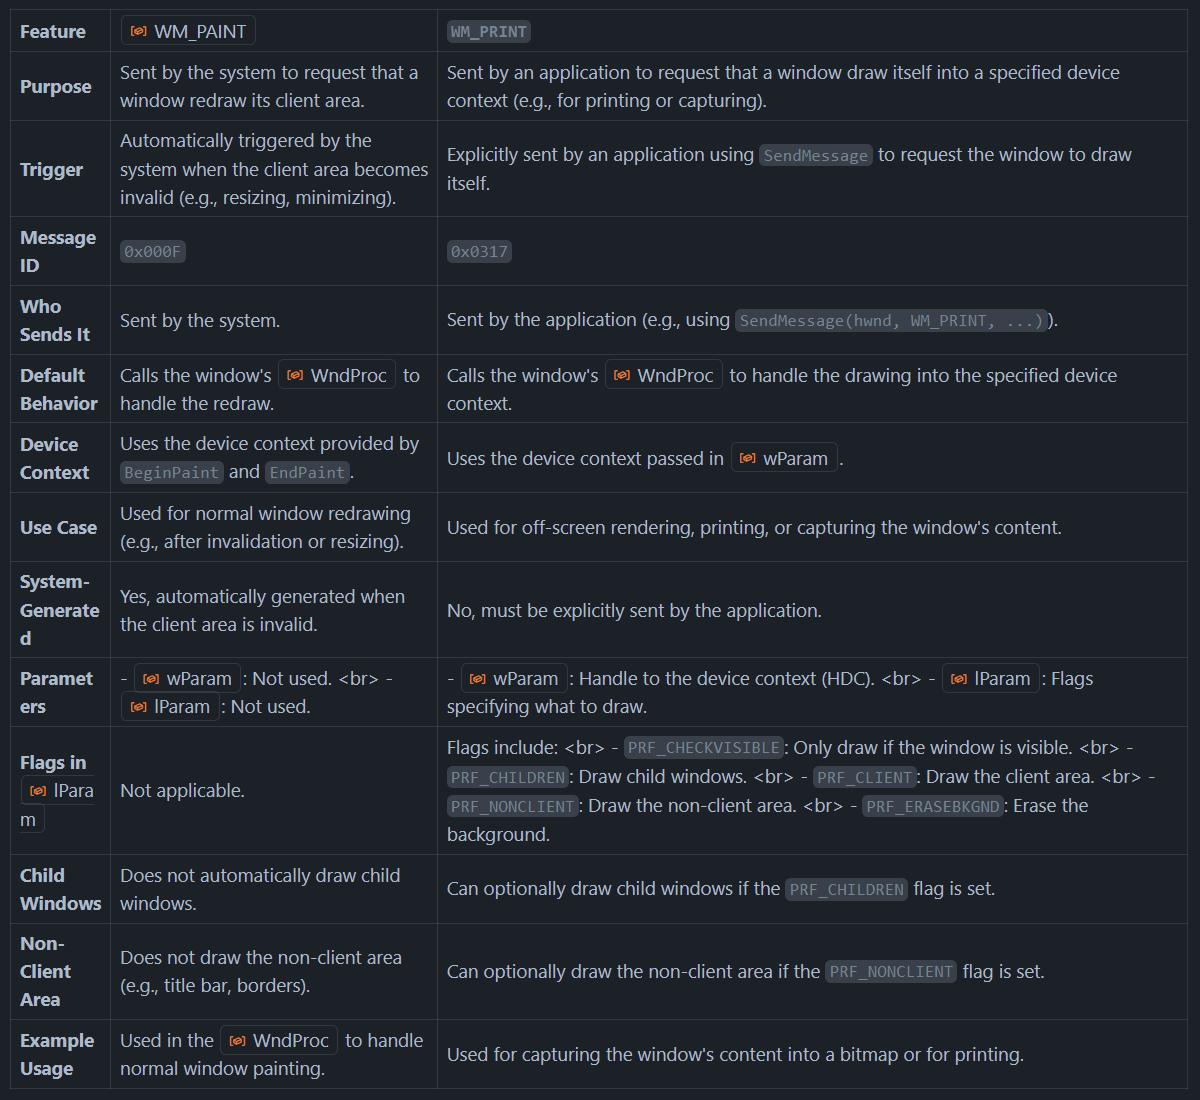 Feature WM_PAINT WM_PRINT
Purpose
Sent by the system to request that a
window redraw its client area.
Sent by an application to request that a window draw itself into a specified device
context (e.g., for printing or capturing).
Trigger
Automatically triggered by the
system when the client area becomes
invalid (e.g., resizing, minimizing).
Explicitly sent by an application using SendMessage to request the window to draw
itself.
Message
ID
0x000F
0x0317
Who
Sends It
Sent by the system.
Sent by the application (e.g., using SendMessage(hwnd, WM_PRINT, ...)).
Default
Behavior
Calls the window's WndProc to
handle the redraw.
Calls the window's WndProc to handle the drawing into the specified device
context.
Device
Context
Uses the device context provided by
BeginPaint and EndPaint.
Uses the device context passed in wParam.
Use Case
Used for normal window redrawing
(e.g., after invalidation or resizing).
Used for off-screen rendering, printing, or capturing the window's content.
System-
Generate
d
Yes, automatically generated when
the client area is invalid.
No, must be explicitly sent by the application.
Paramet
ers
- wParam: Not used. <br> -
lParam: Not used.
- wParam: Handle to the device context (HDC). <br> - lParam: Flags
specifying what to draw.
Flags in
lPara
m
Not applicable.
Flags include: <br> - PRF_CHECKVISIBLE: Only draw if the window is visible. <br> -
PRF_CHILDREN: Draw child windows. <br> - PRF_CLIENT: Draw the client area. <br> -
PRF_NONCLIENT: Draw the non-client area. <br> - PRF_ERASEBKGND: Erase the
background.
Child
Windows
Does not automatically draw child
windows.
Can optionally draw child windows if the PRF_CHILDREN flag is set.
Non-
Client
Area
Does not draw the non-client area
(e.g., title bar, borders).
Can optionally draw the non-client area if the PRF_NONCLIENT flag is set.
Example
Usage
Used in the WndProc to handle
normal window painting.
Used for capturing the window's content into a bitmap or for printing.